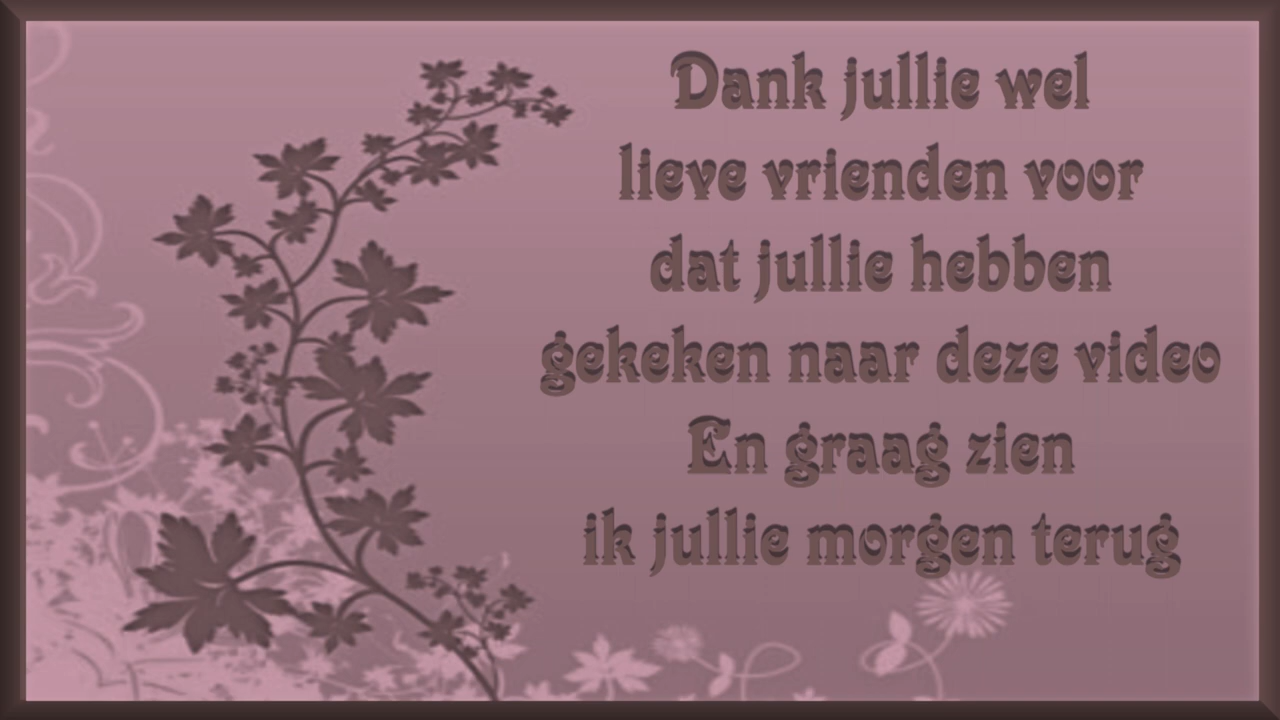 Dank jullie wel
lieve vrienden voor
dat jullie hebben
gekeken naar deze video
En graag zien
ik jullie morgen terug